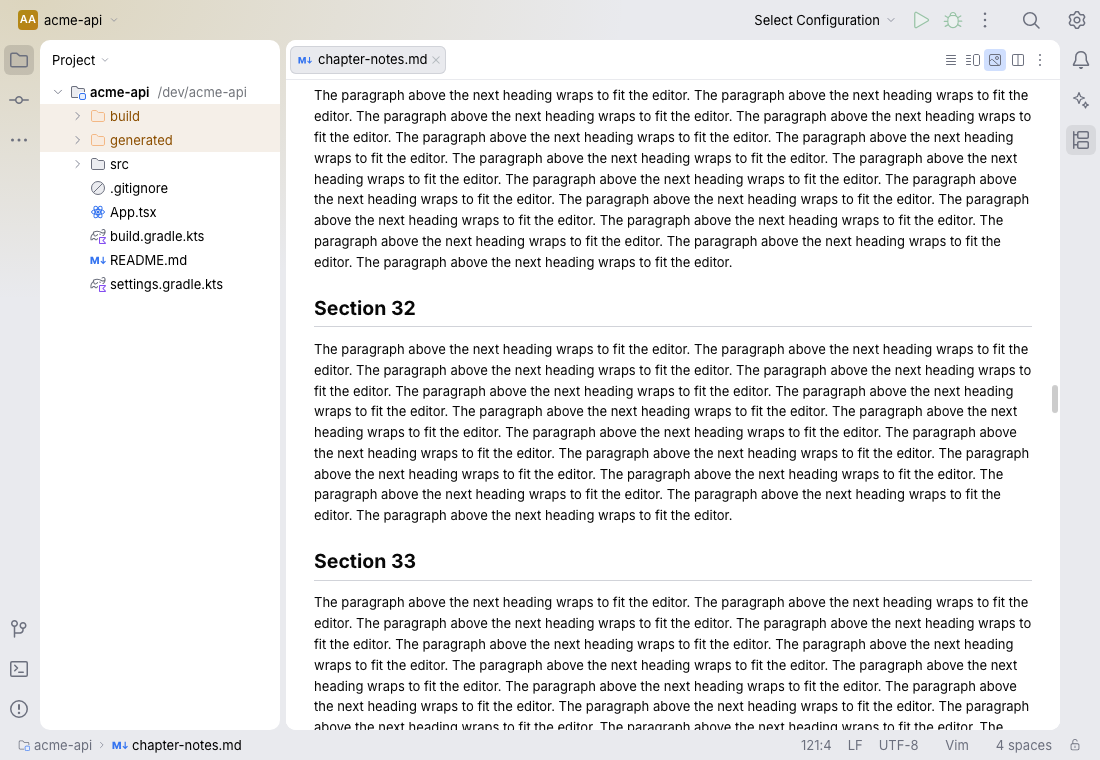 AA acme-api Select Configuration
Project
chapter-notes.md
acme-api /dev/acme-api
build
generated
src
.gitignore
App.tsx
build.gradle.kts
M↓ README.md
settings.gradle.kts
The paragraph above the next heading wraps to fit the editor. The paragraph above the next heading wraps to fit the
editor. The paragraph above the next heading wraps to fit the editor. The paragraph above the next heading wraps to
fit the editor. The paragraph above the next heading wraps to fit the editor. The paragraph above the next heading
wraps to fit the editor. The paragraph above the next heading wraps to fit the editor. The paragraph above the next
heading wraps to fit the editor. The paragraph above the next heading wraps to fit the editor. The paragraph above
the next heading wraps to fit the editor. The paragraph above the next heading wraps to fit the editor. The paragraph
above the next heading wraps to fit the editor. The paragraph above the next heading wraps to fit the editor. The
paragraph above the next heading wraps to fit the editor. The paragraph above the next heading wraps to fit the
editor. The paragraph above the next heading wraps to fit the editor.
Section 32
The paragraph above the next heading wraps to fit the editor. The paragraph above the next heading wraps to fit the
editor. The paragraph above the next heading wraps to fit the editor. The paragraph above the next heading wraps to
fit the editor. The paragraph above the next heading wraps to fit the editor. The paragraph above the next heading
wraps to fit the editor. The paragraph above the next heading wraps to fit the editor. The paragraph above the next
heading wraps to fit the editor. The paragraph above the next heading wraps to fit the editor. The paragraph above
the next heading wraps to fit the editor. The paragraph above the next heading wraps to fit the editor. The paragraph
above the next heading wraps to fit the editor. The paragraph above the next heading wraps to fit the editor. The
paragraph above the next heading wraps to fit the editor. The paragraph above the next heading wraps to fit the
editor. The paragraph above the next heading wraps to fit the editor.
Section 33
The paragraph above the next heading wraps to fit the editor. The paragraph above the next heading wraps to fit the
editor. The paragraph above the next heading wraps to fit the editor. The paragraph above the next heading wraps to
fit the editor. The paragraph above the next heading wraps to fit the editor. The paragraph above the next heading
wraps to fit the editor. The paragraph above the next heading wraps to fit the editor. The paragraph above the next
heading wraps to fit the editor. The paragraph above the next heading wraps to fit the editor. The paragraph above
the next heading wraps to fit the editor. The paragraph above the next heading wraps to fit the editor. The paragraph
above the next heading wraps to fit the editor. The paragraph above the next heading wraps to fit the editor. The
acme-api M↓ chapter-notes.md 121:4 LF UTF-8 Vim 4 spaces